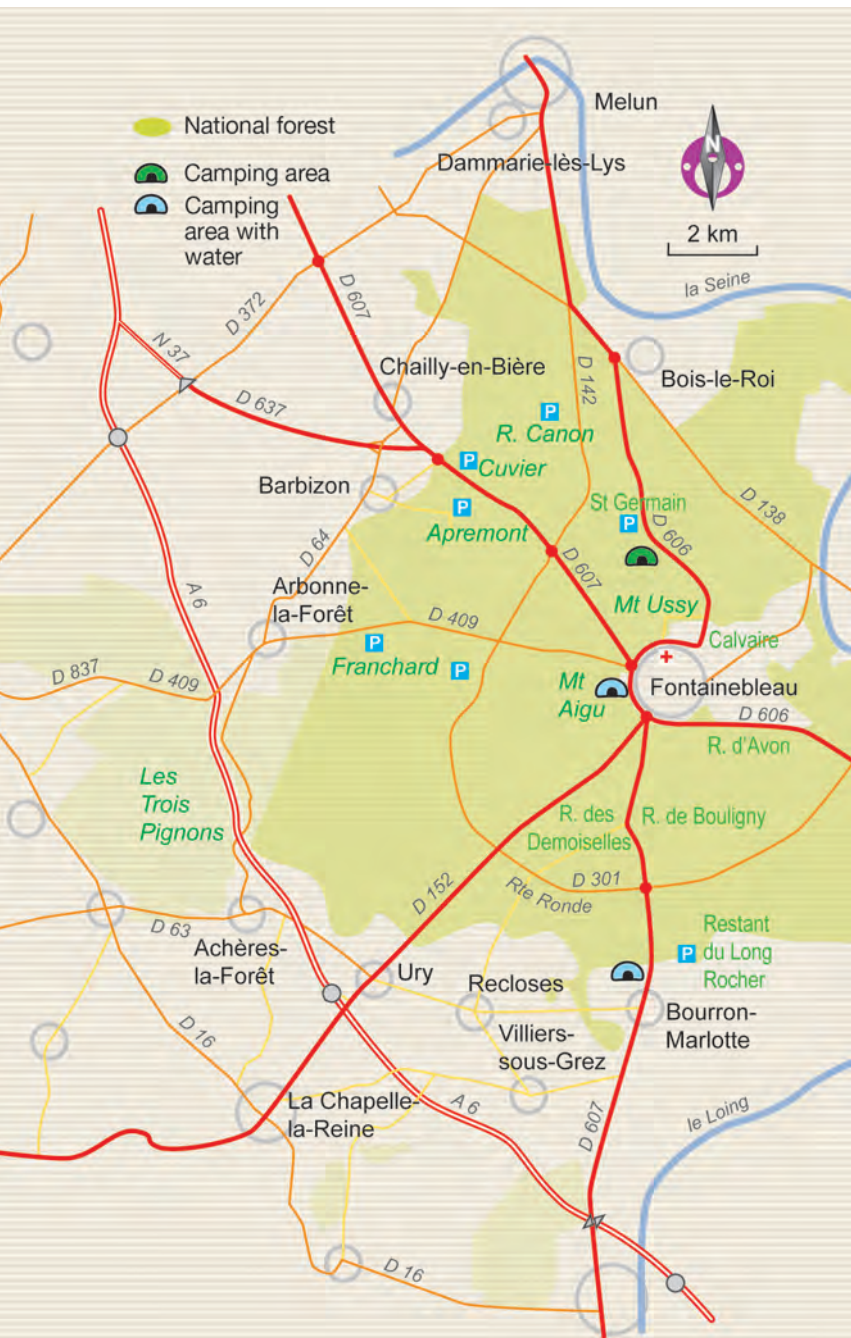 Melun
National forest
Dammarie-lès-Lys
N
Camping area
Camping
area with
water
2 km
la Seine
D 607
D 372
N 37
Chailly-en-Bière
D 142
Bois-le-Roi
D 637
P
R. Canon
P
Cuvier
Barbizon
P
Apremont
St Germain
P
D 606
D 138
D 64
D 607
A 6
Arbonne-
la-Forêt
Mt Ussy
D 409
Calvaire
P
Franchard
P
D 837
D 409
Mt
Aigu
Fontainebleau
D 606
R. d'Avon
Les
Trois
Pignons
R. des
Demoiselles
R. de Bouligny
D 152
D 301
Rte Ronde
D 63
Restant
P
du Long
Rocher
Achères-
la-Forêt
Ury
Recloses
Bourron-
Marlotte
D 16
Villiers-
sous-Grez
La Chapelle-
la-Reine
A 6
le Loing
D 607
D 16